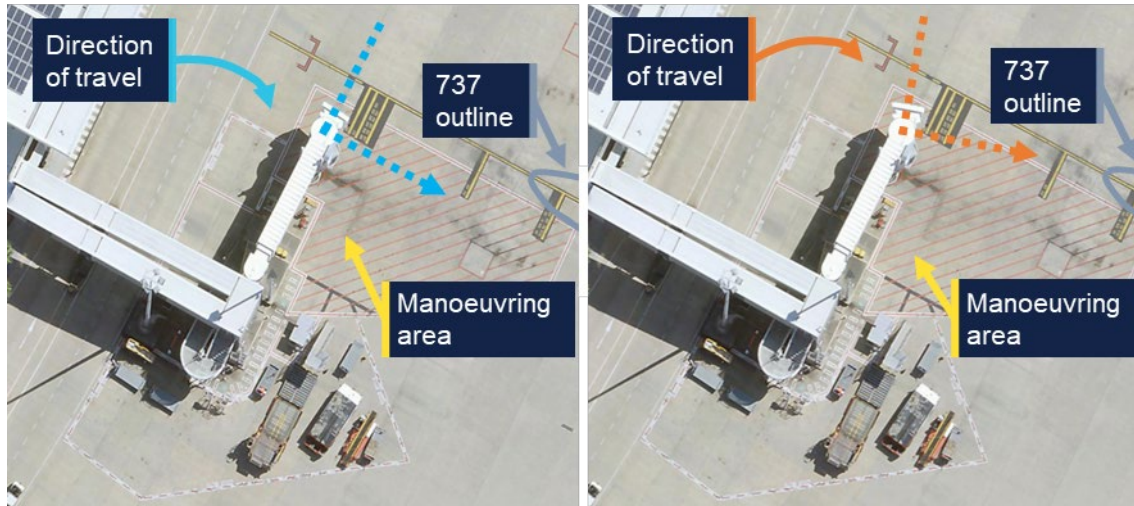 Direction
of travel
737
outline
Manoeuvring
area
Direction
of travel
737
outline
Manoeuvring
area